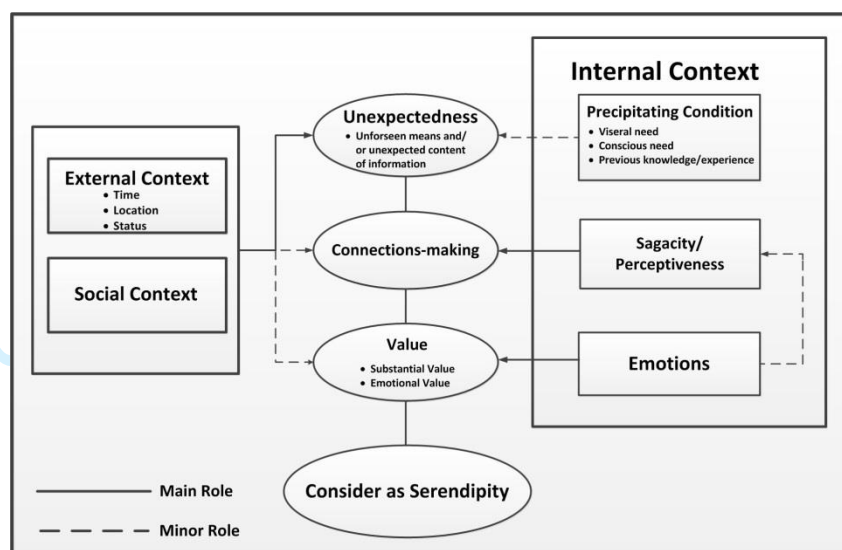 Internal Context
Unexpectedness
• Unforseen means and/
or unexpected content
of information
Precipitating Condition
• Viseral need
• Conscious need
• Previous knowledge/experience
External Context
• Time
• Location
• Status
Connections-making
Sagacity/
Perceptiveness
Social Context
Value
• Substantial Value
• Emotional Value
Emotions
Consider as Serendipity
Main Role
Minor Role